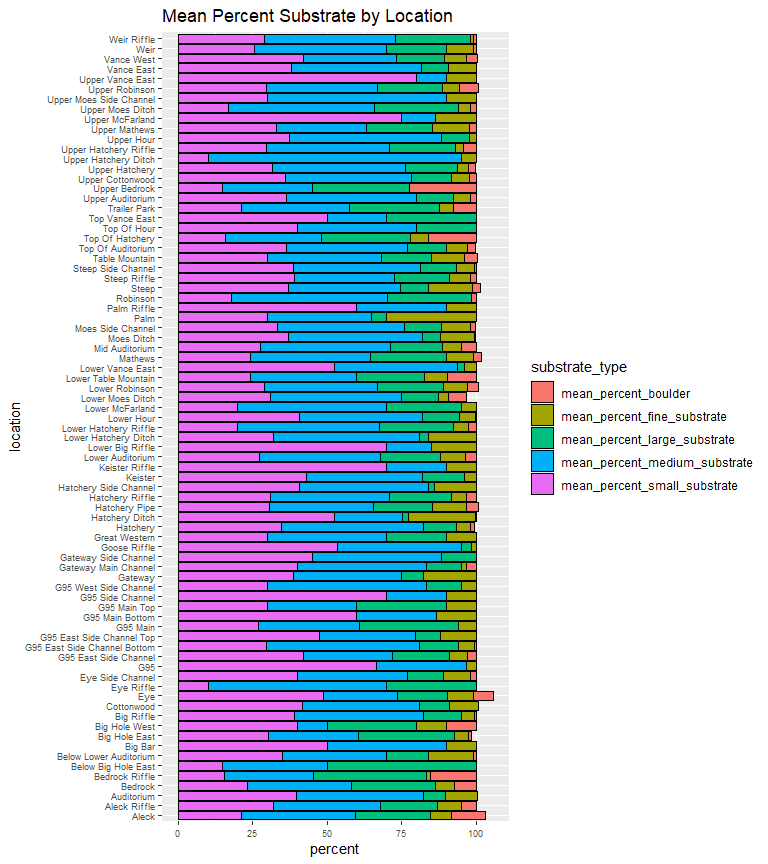 Mean Percent Substrate by Location
Weir Riffle
Weir
Vance West
Vance East
Upper Vance East
Upper Robinson
Upper Moes Side Channel
Upper Moes Ditch
Upper McFarland
Upper Mathews
Upper Hour
Upper Hatchery Riffle
Upper Hatchery Ditch
Upper Hatchery
Upper Cottonwood
Upper Bedrock
Upper Auditorium
Trailer Park
Top Vance East
Top Of Hour
Top Of Hatchery
Top Of Auditorium
Table Mountain
Steep Side Channel
Steep Riffle
Steep
Robinson
Palm Riffle
Palm
Moes Side Channel
Moes Ditch
Mid Auditorium
Mathews
Lower Vance East
Lower Table Mountain
Lower Robinson
Lower Moes Ditch
Lower McFarland
Lower Hour
Lower Hatchery Riffle
Lower Hatchery Ditch
Lower Big Riffle
Lower Auditorium
Keister Riffle
Keister
Hatchery Side Channel
Hatchery Riffle
Hatchery Pipe
Hatchery Ditch
Hatchery
Great Western
Goose Riffle
Gateway Side Channel
Gateway Main Channel
Gateway
G95 West Side Channel
G95 Side Channel
G95 Main Top
G95 Main Bottom
G95 Main
G95 East Side Channel Top
G95 East Side Channel Bottom
G95 East Side Channel
G95
Eye Side Channel
Eye Riffle
Eye
Cottonwood
Big Riffle
Big Hole West
Big Hole East
Big Bar
Below Lower Auditorium
Below Big Hole East
Bedrock Riffle
Bedrock
Auditorium
Aleck Riffle
Aleck
location
0 25 50 75 100
percent
substrate_type
mean_percent_boulder
mean_percent_fine_substrate
mean_percent_large_substrate
mean_percent_medium_substrate
mean_percent_small_substrate